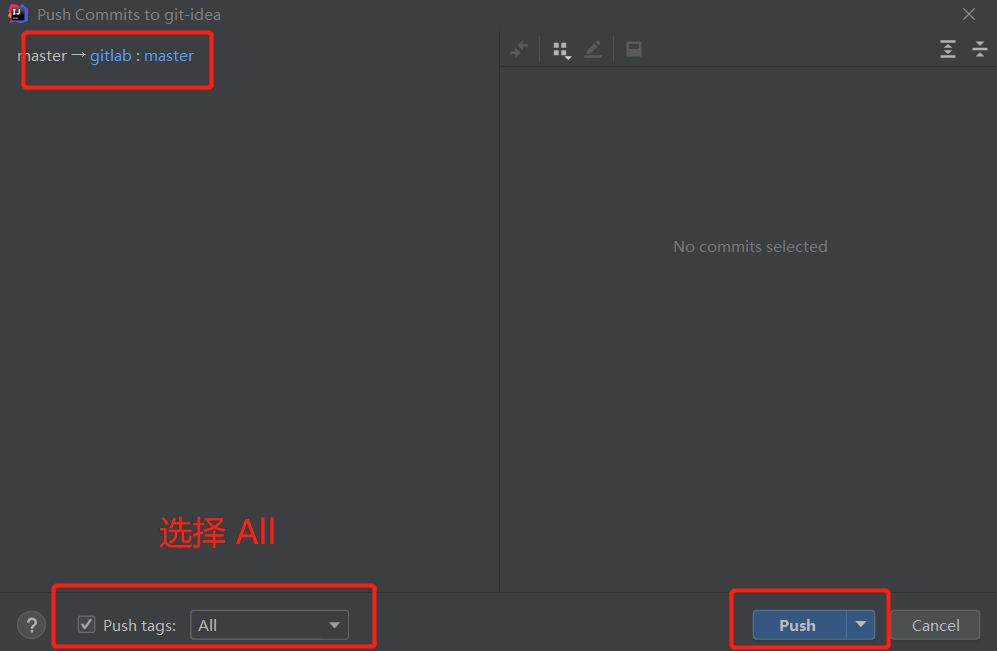 Push Commits to git-idea
master → gitlab : master
No commits selected
选择 All
? Push tags: All Push Cancel